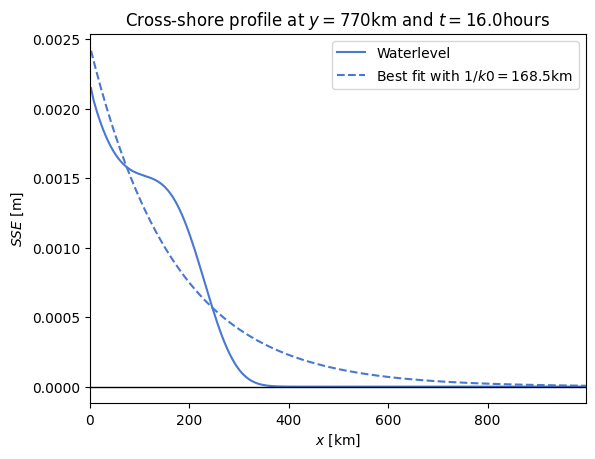 Cross-shore profile at y = 770km and t = 16.0hours
0.0025
0.0020
0.0015
0.0010
0.0005
0.0000
SSE [m]
Waterlevel
Best fit with 1/k0 = 168.5km
0 200 400 600 800
x [km]